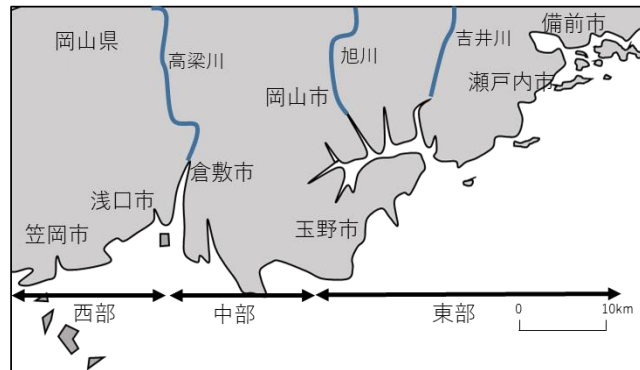 備前市
岡山県
高梁川
旭川
吉井川
瀬戸内市
岡山市
倉敷市
浅口市
玉野市
笠岡市
西部
中部
東部
0 10km